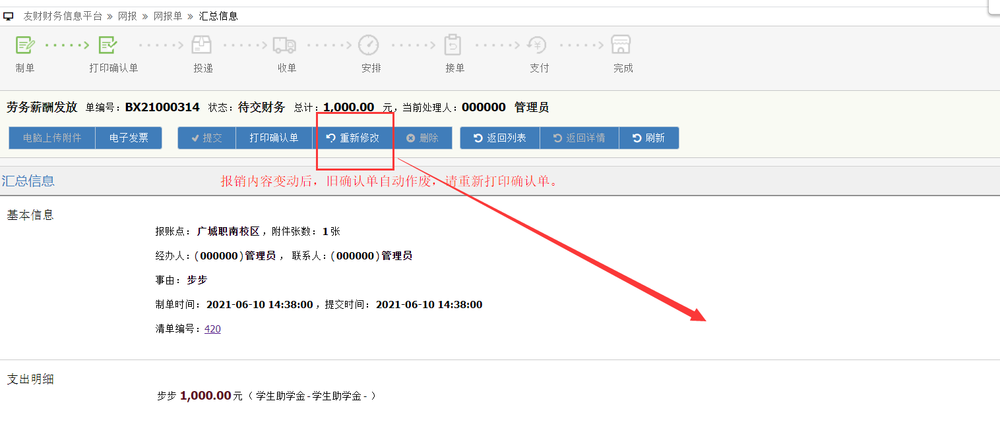 友财财务信息平台 » 网报 » 网报单 » 汇总信息
制单 打印确认单 投递 收单 安排 接单 支付 完成
劳务薪酬发放 单编号：BX21000314 状态：待交财务 总计：1,000.00 元，当前处理人：000000 管理员
电脑上传附件 电子发票 提交 打印确认单 重新修改 删除 返回列表 返回详情 刷新
汇总信息 报销内容变动后，旧确认单自动作废，请重新打印确认单。
基本信息
报账点：广城职南校区，附件张数：1张
经办人：(000000)管理员， 联系人：(000000)管理员
事由：步步
制单时间：2021-06-10 14:38:00，提交时间：2021-06-10 14:38:00
清单编号：420
支出明细
步步 1,000.00元（ 学生助学金-学生助学金- ）